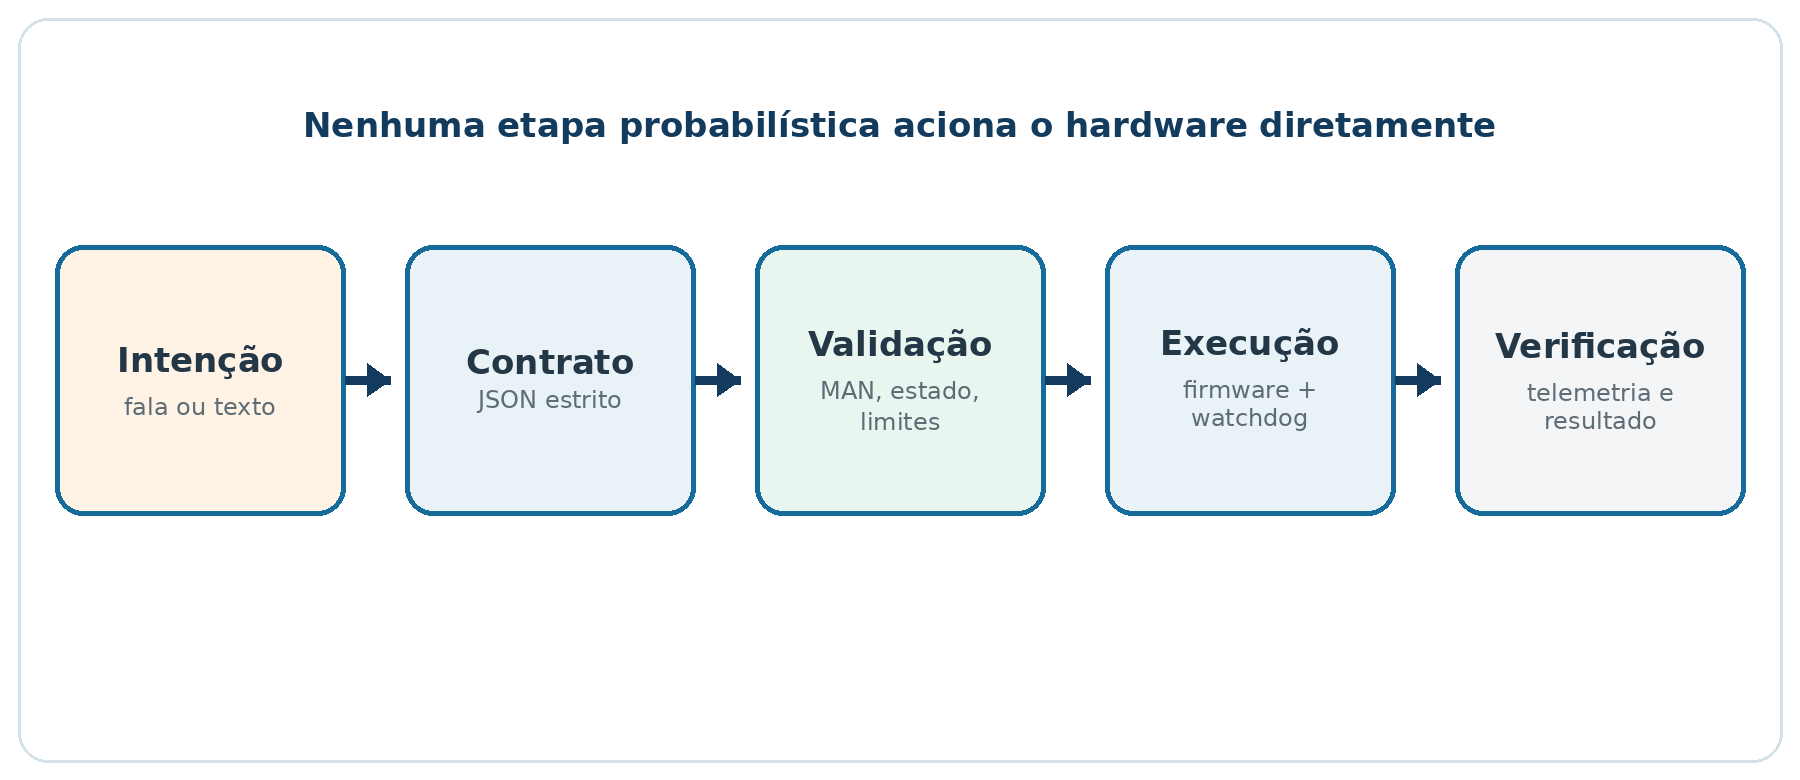 Nenhuma etapa probabilística aciona o hardware diretamente
Intenção
fala ou texto
Contrato
JSON estrito
Validação
MAN, estado,
limites
Execução
firmware +
watchdog
Verificação
telemetria e
resultado